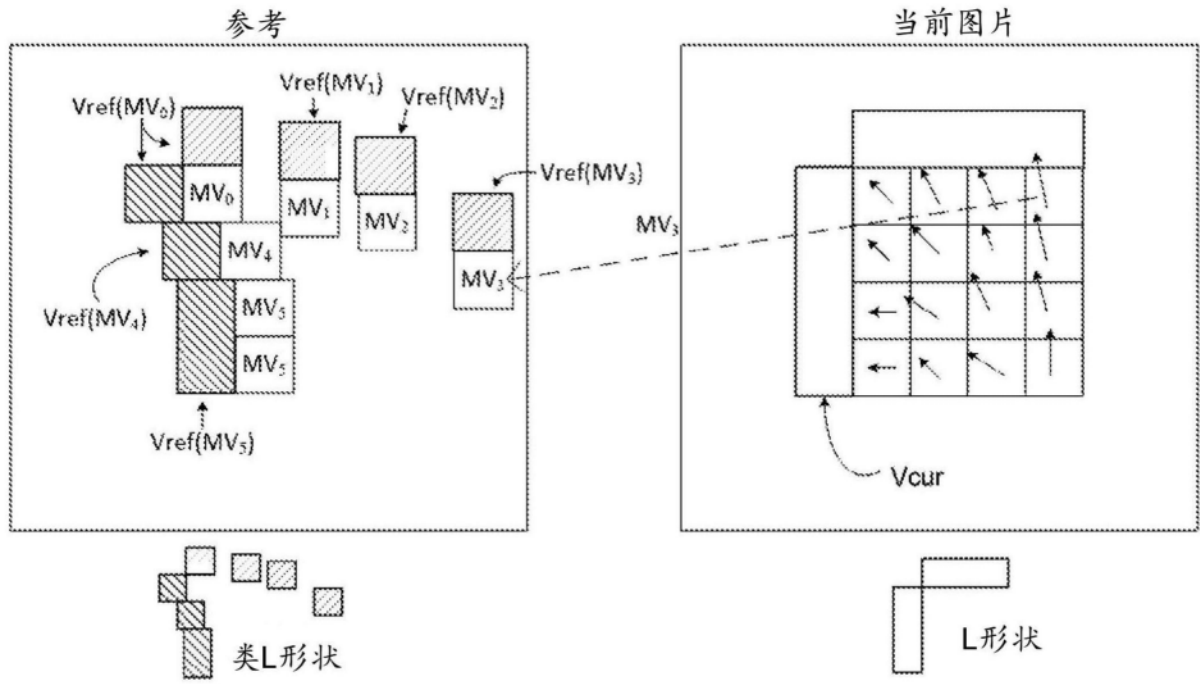 参考
当前图片
Vref(MV₁)
Vref(MV₀)
Vref(MV₂)
Vref(MV₃)
MV₀
MV₁
MV₂
MV₃
MV₄
MV₃
Vref(MV₄)
MV₅
MV₅
Vref(MV₅)
Vcur
类L形状
L形状